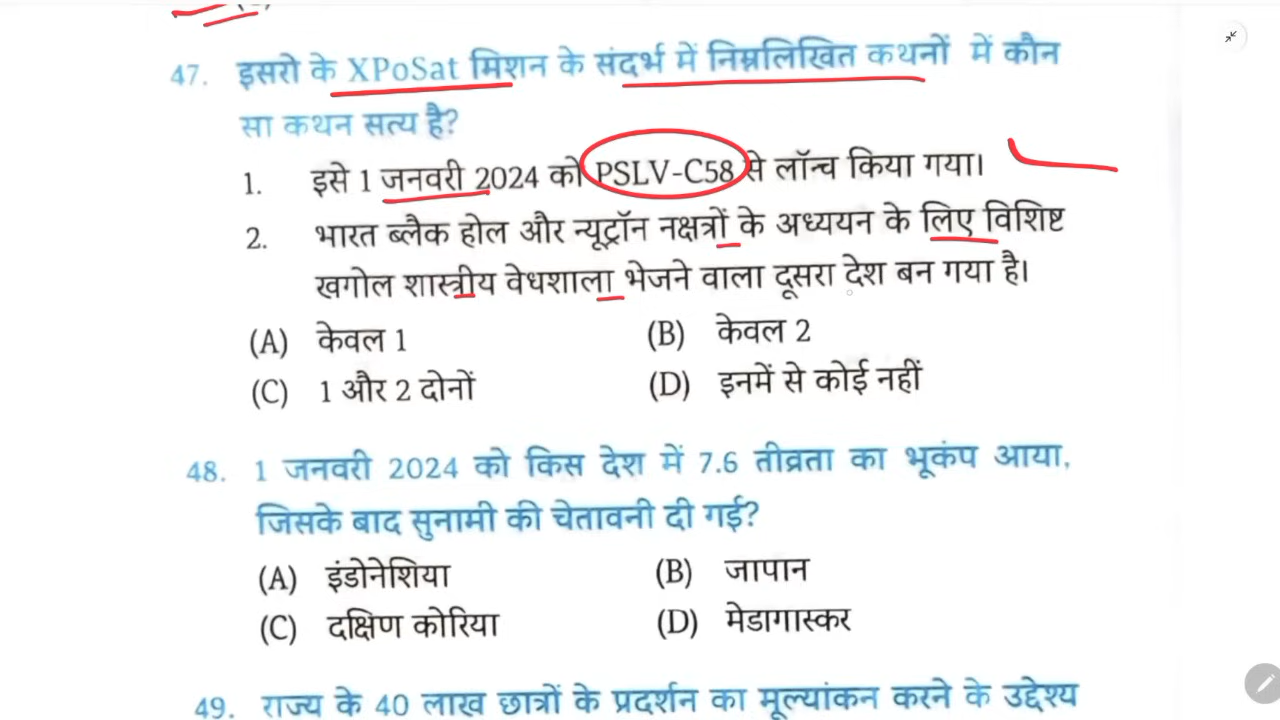 47. इसरो के XPoSat मिशन के संदर्भ में निम्नलिखित कथनों में कौन
सा कथन सत्य है?
1. इसे 1 जनवरी 2024 को PSLV-C58 से लॉन्च किया गया।
2. भारत ब्लैक होल और न्यूट्रॉन नक्षत्रों के अध्ययन के लिए विशिष्ट
खगोल शास्त्रीय वेधशाला भेजने वाला दूसरा देश बन गया है।
(A) केवल 1 (B) केवल 2
(C) 1 और 2 दोनों (D) इनमें से कोई नहीं
48. 1 जनवरी 2024 को किस देश में 7.6 तीव्रता का भूकंप आया,
जिसके बाद सुनामी की चेतावनी दी गई?
(A) इंडोनेशिया (B) जापान
(C) दक्षिण कोरिया (D) मेडागास्कर
49. राज्य के 40 लाख छात्रों के प्रदर्शन का मूल्यांकन करने के उद्देश्य